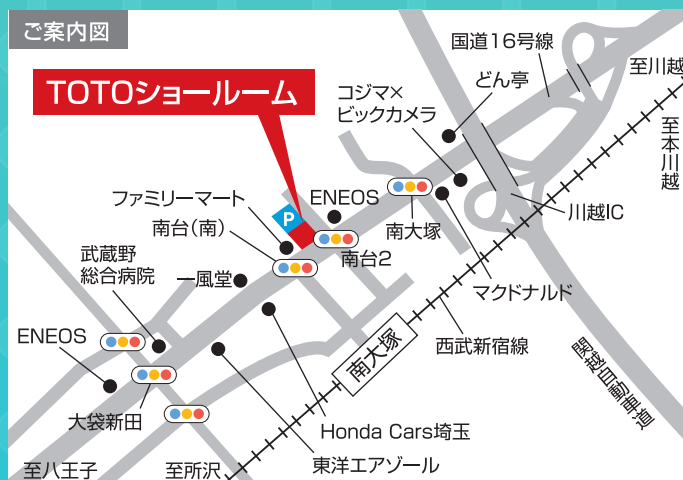 ご案内図
国道16号線
至川越
TOTOショールーム
コジマ×
ビックカメラ
どん亭
至本川越
ファミリーマート
P
ENEOS
南大塚
川越IC
南台(南)
南台2
武蔵野
総合病院
一風堂
マクドナルド
ENEOS
南大塚
西武新宿線
関越自動車道
大袋新田
Honda Cars埼玉
東洋エアゾール
至八王子
至所沢